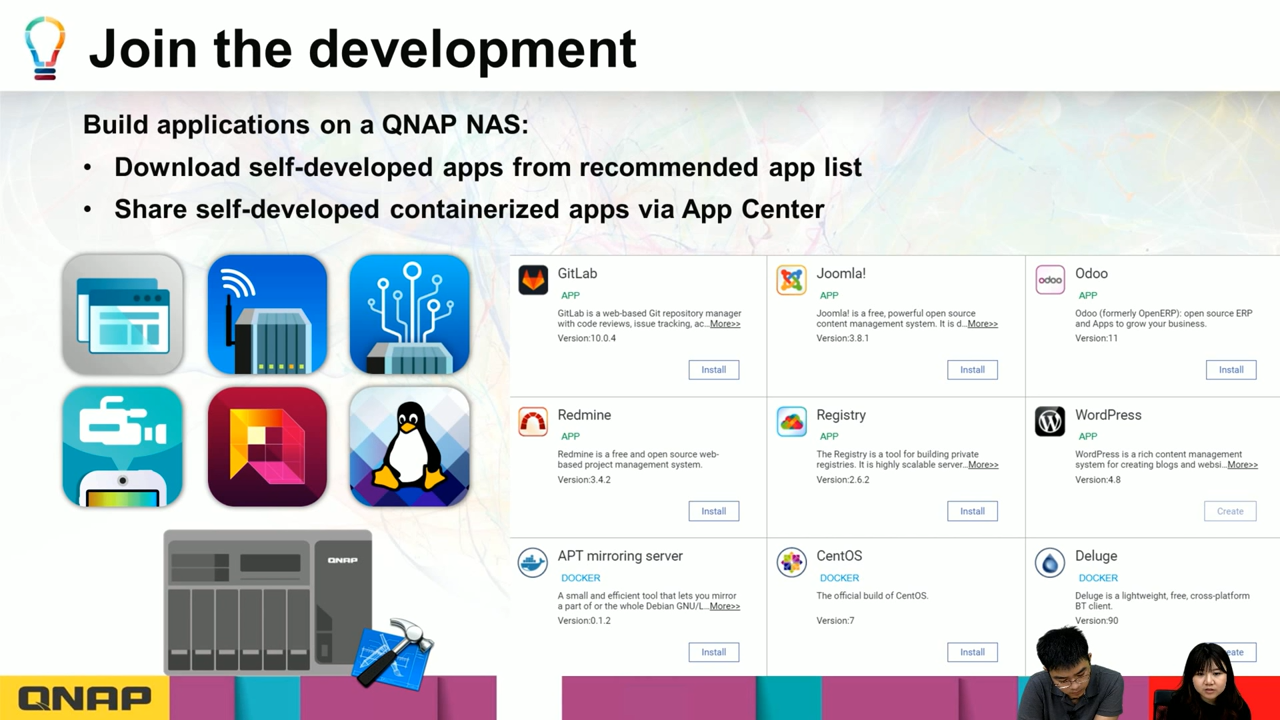 Join the development
Build applications on a QNAP NAS:
• Download self-developed apps from recommended app list
• Share self-developed containerized apps via App Center
GitLab
APP
GitLab is a web-based Git repository manager
with code reviews, issue tracking, ac...More>>
Version:10.0.4
Install
Joomla!
APP
Joomla! is a free, powerful open source
content management system. It is d...More>>
Version:3.8.1
Install
odoo
Odoo
APP
Odoo (formerly OpenERP): open source ERP
and Apps to grow your business.
Version:11
Install
Redmine
APP
Redmine is a free and open source web-
based project management system.
Version:3.4.2
Install
Registry
APP
The Registry is a tool for building private
registries. It is highly scalable server...More>>
Version:2.6.2
Install
WordPress
APP
WordPress is a rich content management
system for creating blogs and websi...More>>
Version:4.8
Create
APT mirroring server
DOCKER
A small and efficient tool that lets you mirror
a part of or the whole Debian GNU/L...More>>
Version:0.1.2
Install
CentOS
DOCKER
The official build of CentOS.
Version:7
Install
Deluge
DOCKER
Deluge is a lightweight, free, cross-platform
BT client.
Version:90
QNAP
QNAP